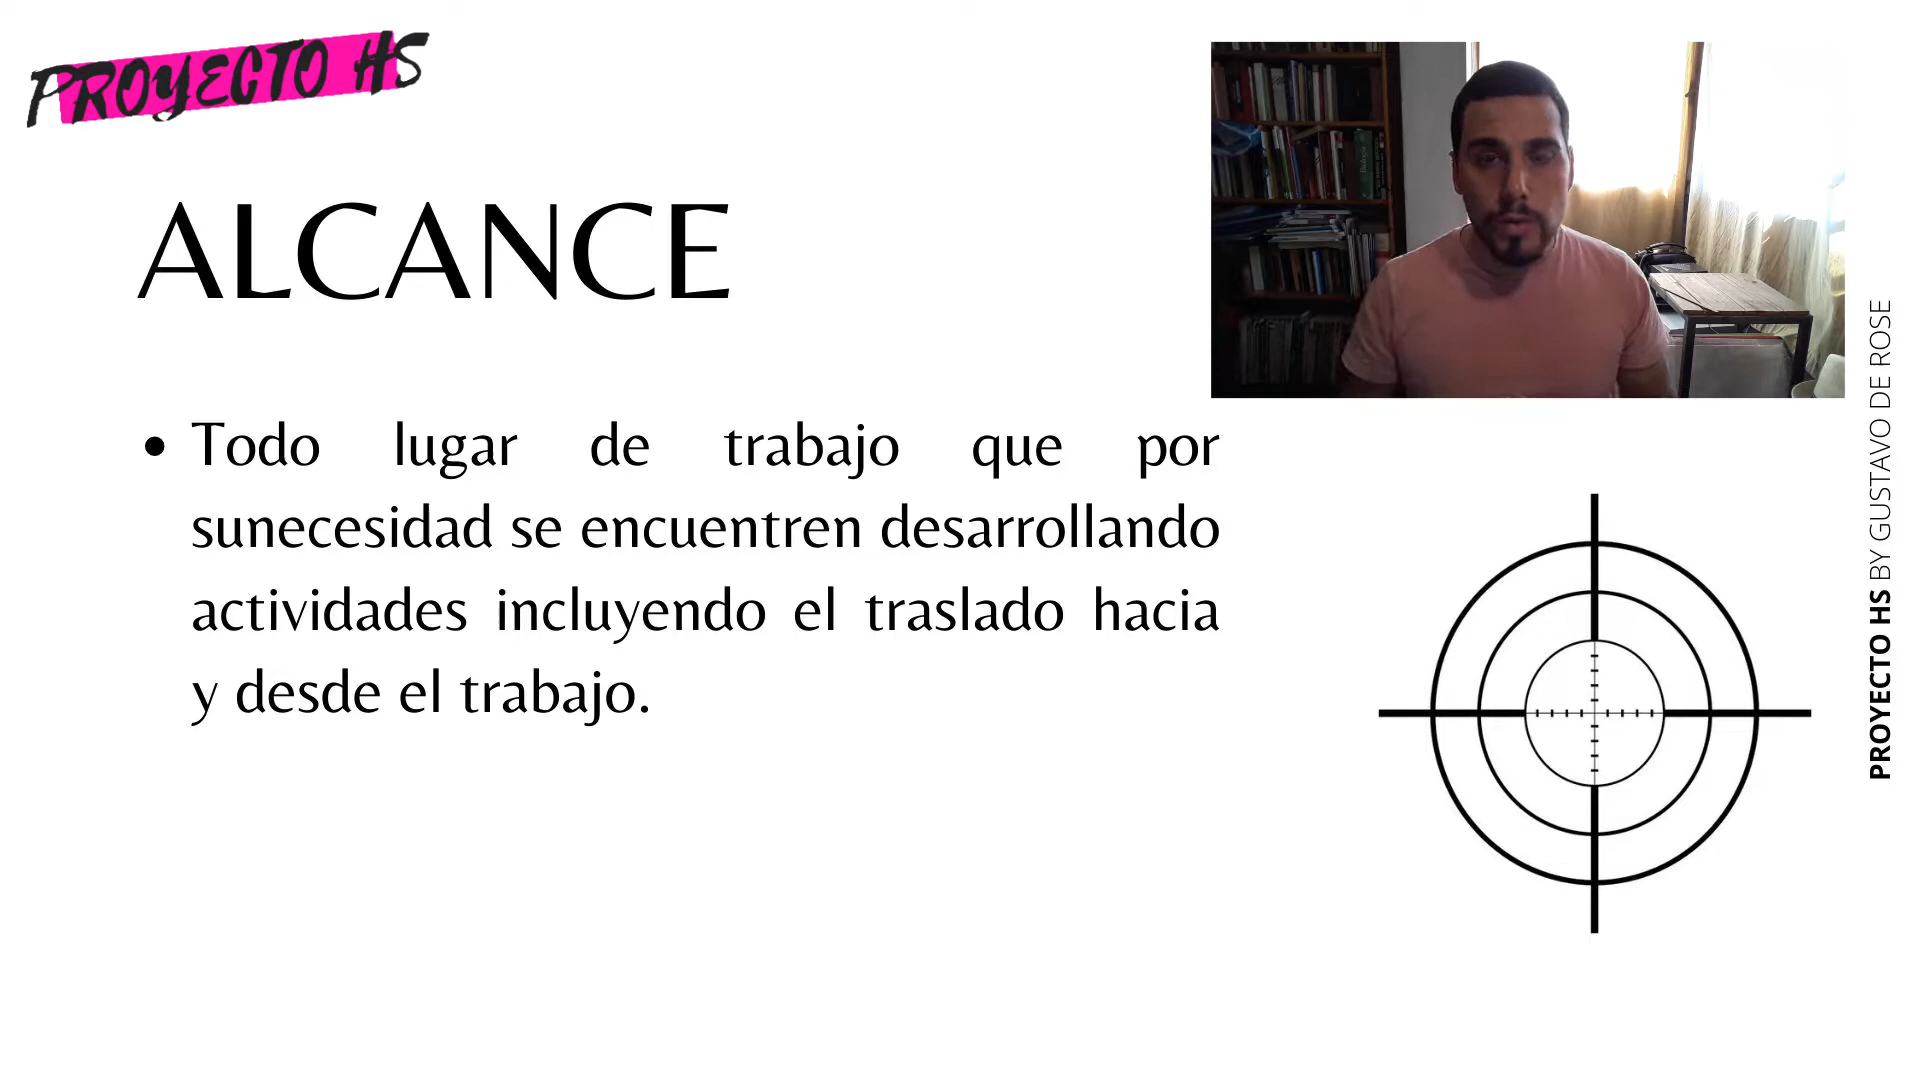 PROYECTO HS
ALCANCE
• Todo lugar de trabajo que por
sunecesidad se encuentren desarrollando
actividades incluyendo el traslado hacia
y desde el trabajo.
PROYECTO HS BY GUSTAVO DE ROSE